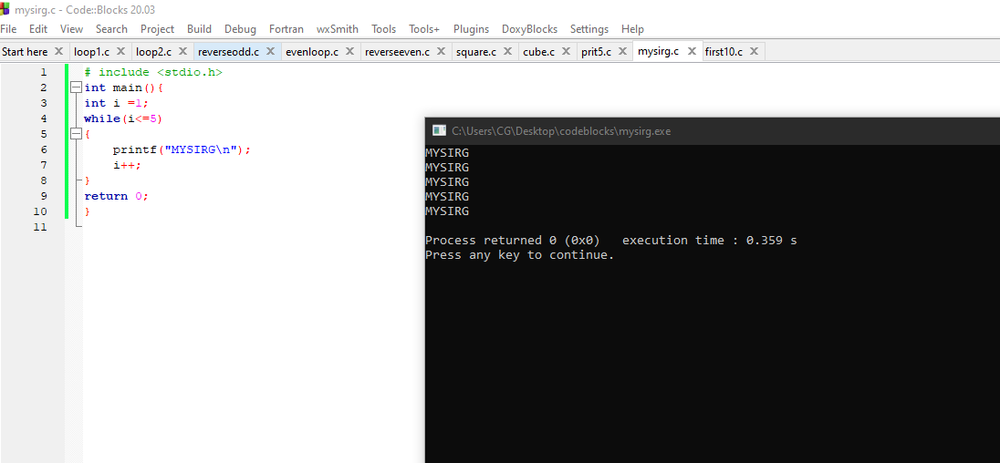 mysirg.c - Code::Blocks 20.03
File Edit View Search Project Build Debug Fortran wxSmith Tools Tools+ Plugins DoxyBlocks Settings Help
Start here X loop1.c X loop2.c X reverseodd.c X evenloop.c X reverseeven.c X square.c X cube.c X prit5.c X mysirg.c X first10.c X
1 # include <stdio.h>
2 int main(){
3 int i =1;
4 while(i<=5)
5 {
6 printf("MYSIRG\n");
7 i++;
8 }
9 return 0;
10 }
11
C:\Users\CG\Desktop\codeblocks\mysirg.exe
MYSIRG
MYSIRG
MYSIRG
MYSIRG
MYSIRG
Process returned 0 (0x0) execution time : 0.359 s
Press any key to continue.